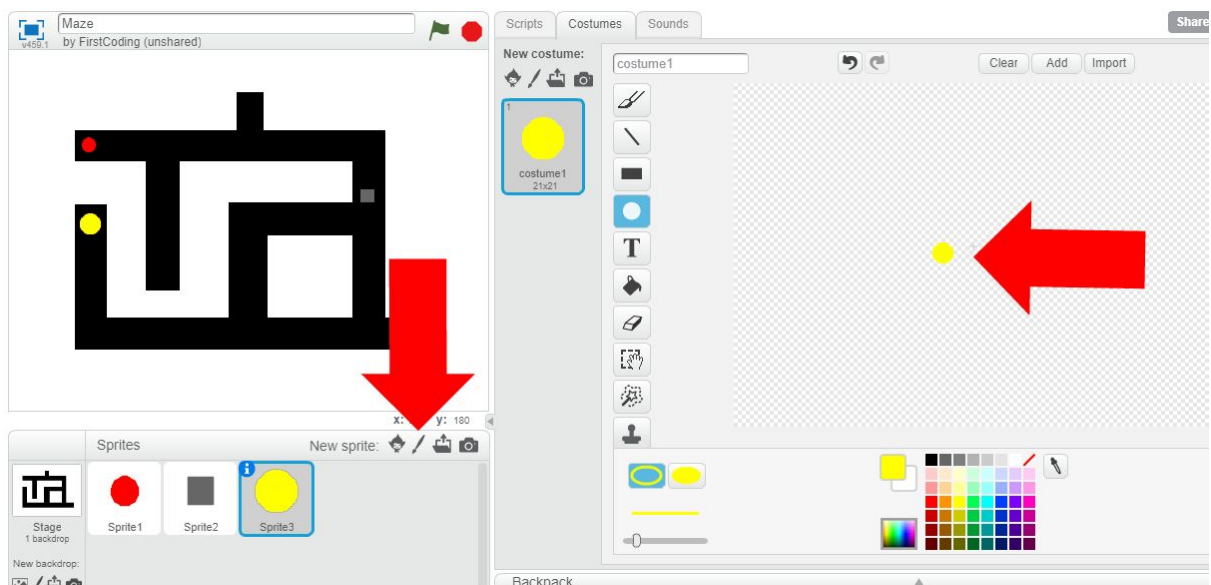 Maze
v459.1
by FirstCoding (unshared)
x: y: 180
Sprites
New sprite:
Stage
1 backdrop
New backdrop:
Sprite1
Sprite2
Sprite3
Scripts
Costumes
Sounds
Share
New costume:
1
costume1
21x21
costume1
Clear
Add
Import
T
Backpack